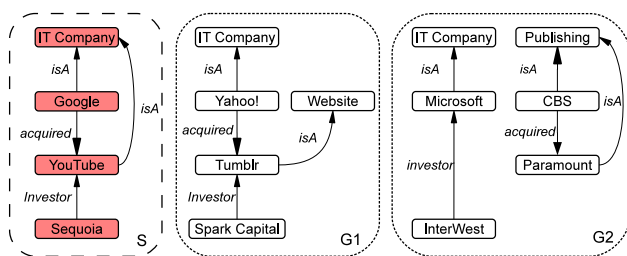 IT Company
isA
Google
isA
acquired
YouTube
Investor
Sequoia
S
IT Company
isA
Yahoo!
Website
acquired
isA
Tumblr
Investor
Spark Capital
G1
IT Company
Publishing
isA
isA
Microsoft
CBS
isA
acquired
investor
Paramount
InterWest
G2